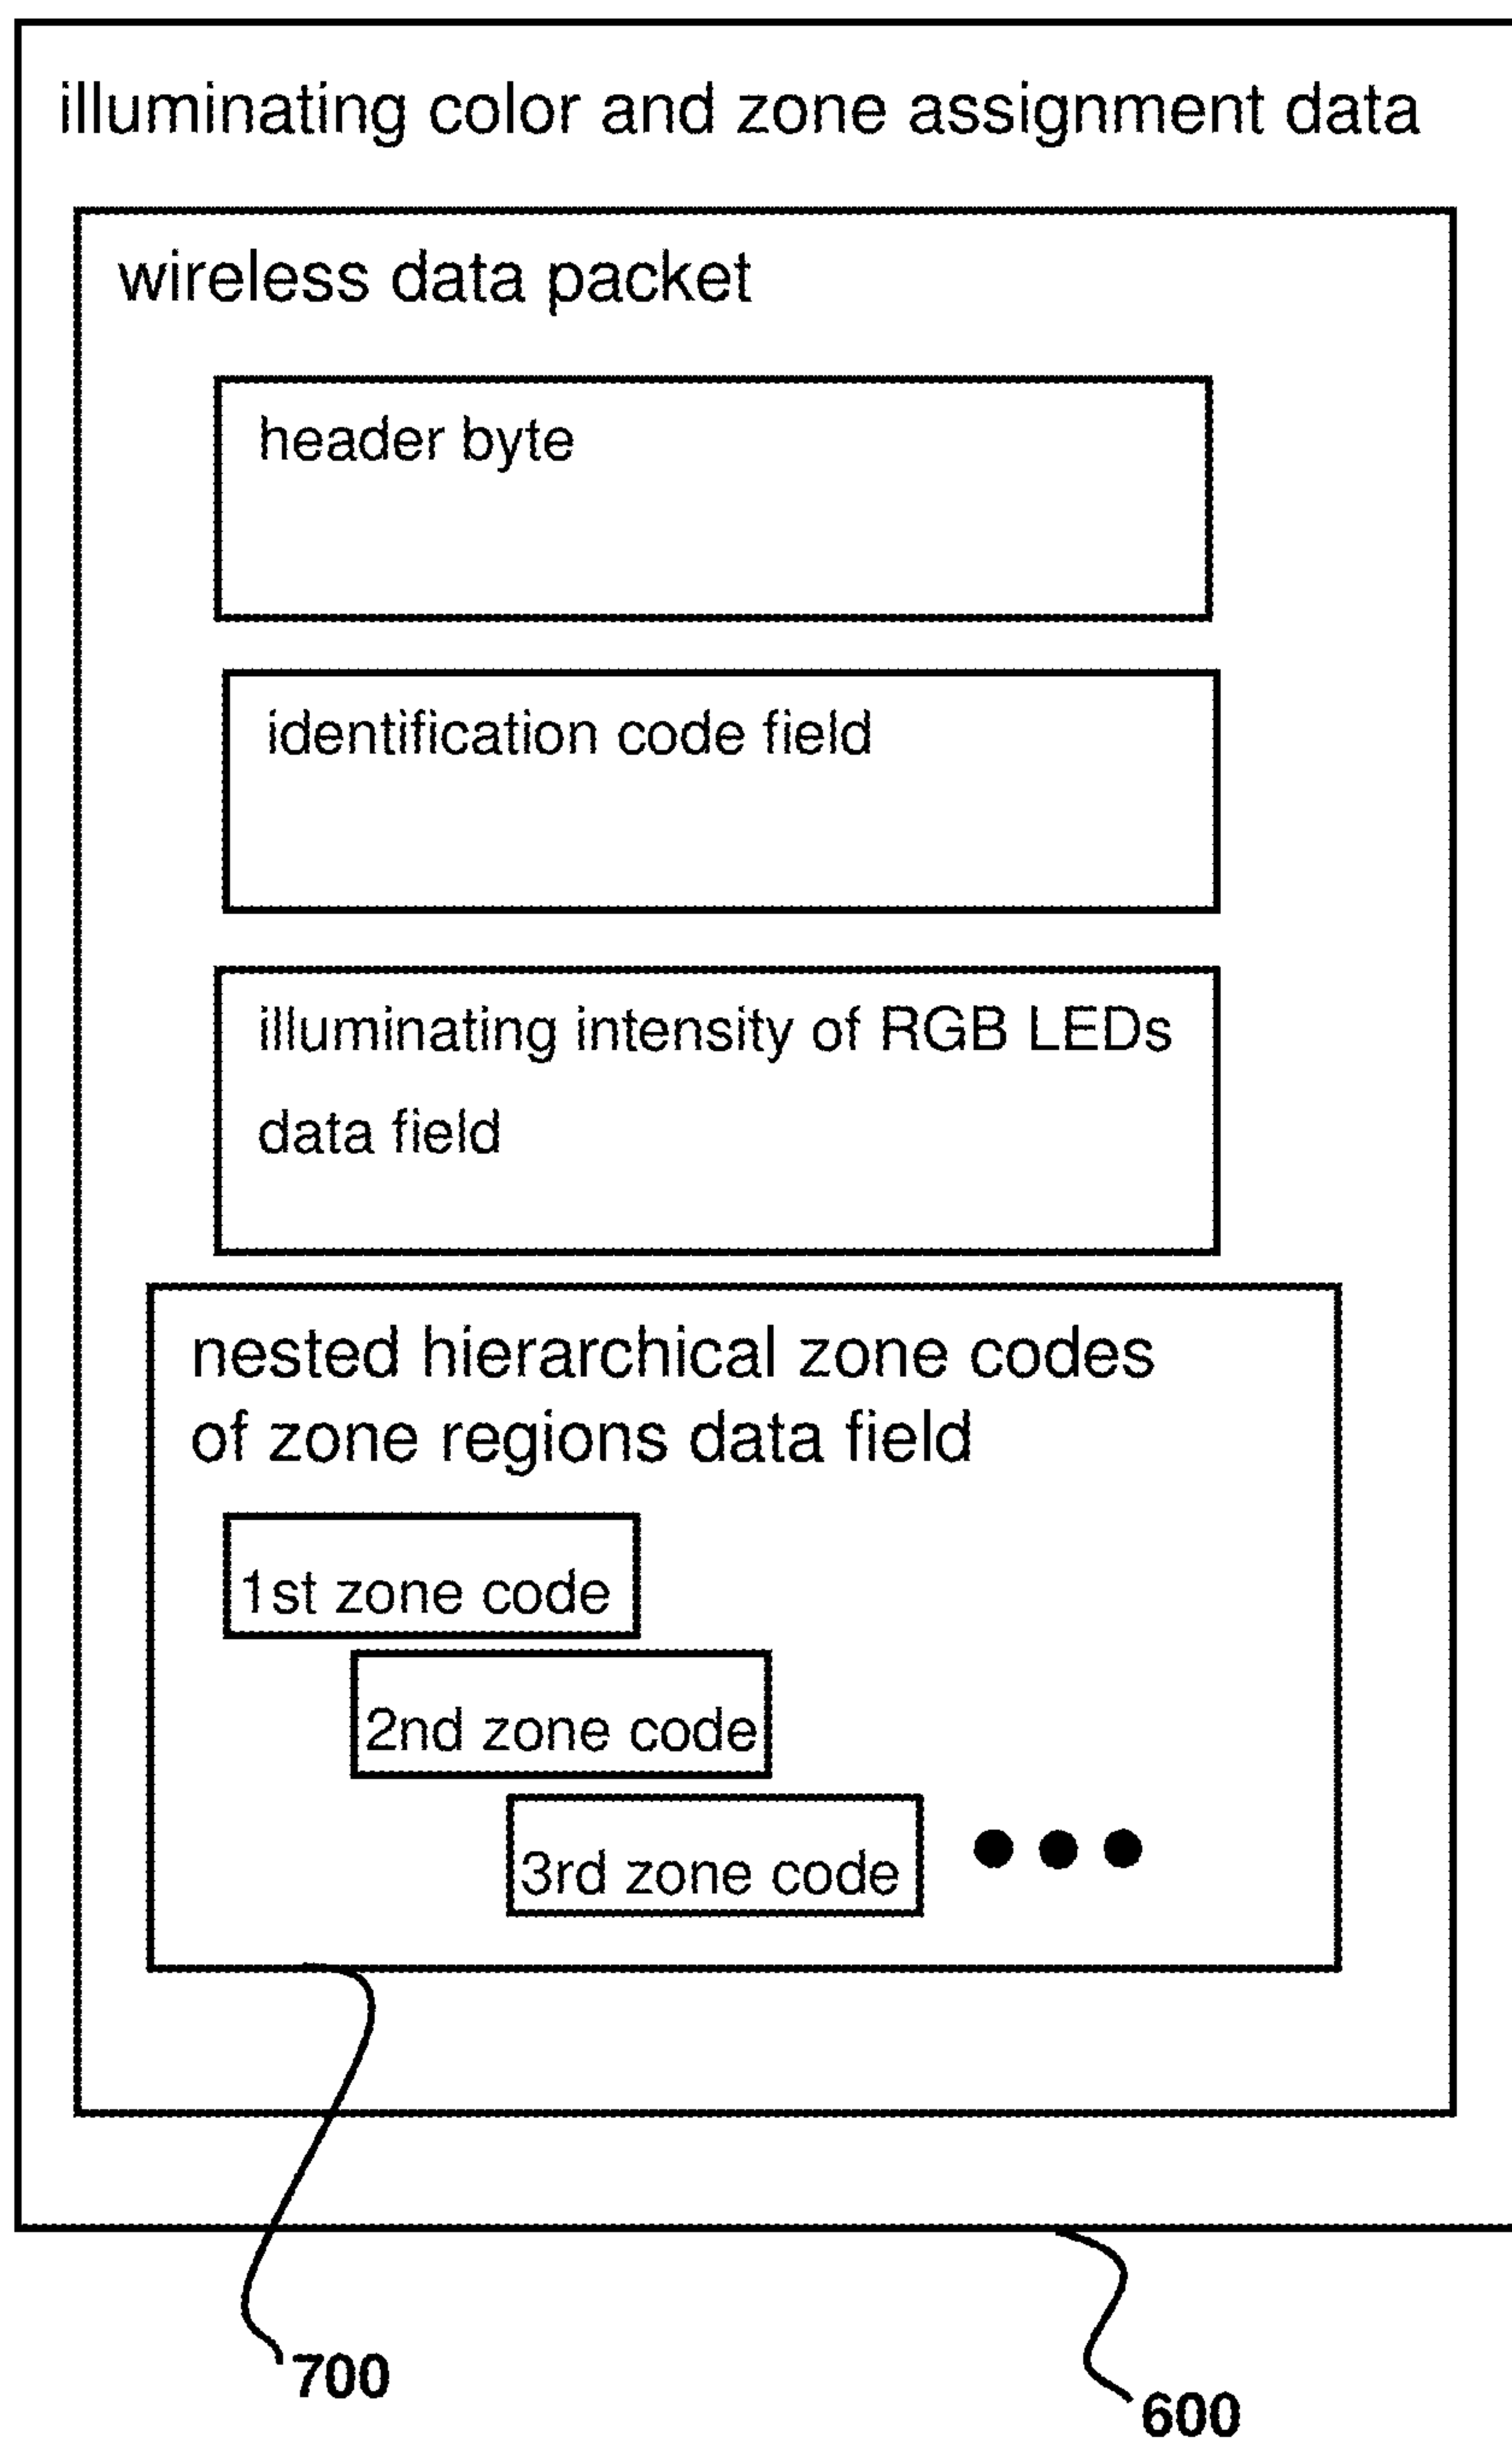 illuminating color and zone assignment data
wireless data packet
header byte
identification code field
illuminating intensity of RGB LEDs
data field
nested hierarchical zone codes
of zone regions data field
1st zone code
2nd zone code
3rd zone code
700
600